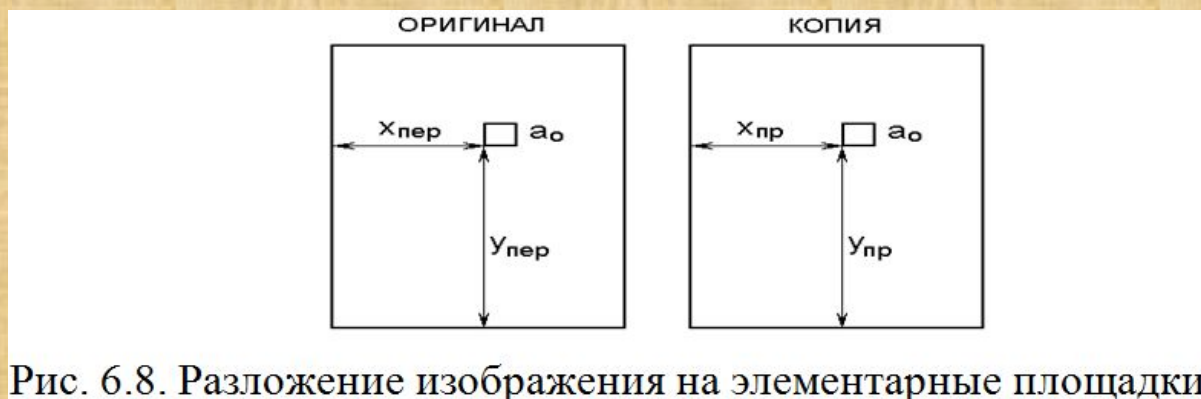 ОРИГИНАЛ
КОПИЯ
xпер
aо
xпр
aо
yпер
yпр
Рис. 6.8. Разложение изображения на элементарные площадки